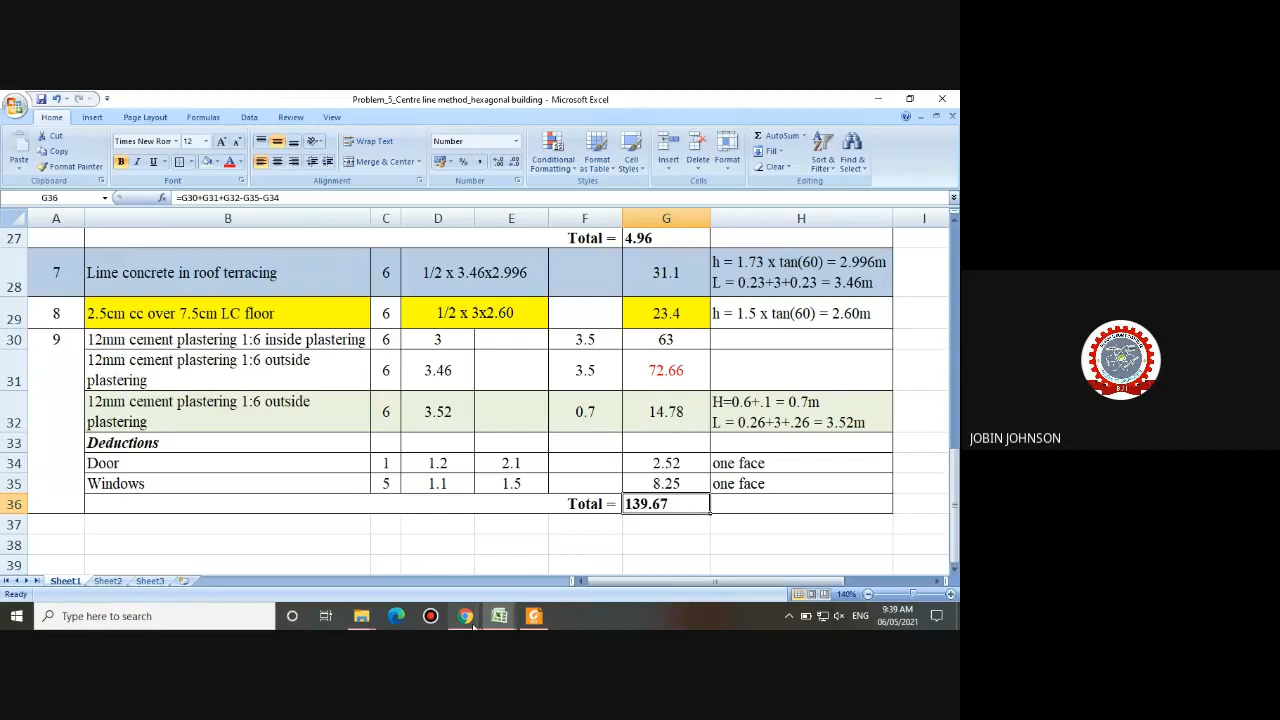 Problem_5_Centre line method_hexagonal building - Microsoft Excel
Home Insert Page Layout Formulas Data Review View
Paste Cut Copy Format Painter Clipboard
Times New Rom 12 Font
Wrap Text Merge & Center Alignment
Number Number
Conditional Formatting Format as Table Cell Styles Styles
Insert Delete Format Cells
AutoSum Fill Clear Sort & Filter Find & Select Editing
G36 =G30+G31+G32-G35-G34
A B C D E F G H I
27 Total = 4.96
28 7 Lime concrete in roof terracing 6 1/2 x 3.46x2.996 31.1 h = 1.73 x tan(60) = 2.996m
L = 0.23+3+0.23 = 3.46m
29 8 2.5cm cc over 7.5cm LC floor 6 1/2 x 3x2.60 23.4 h = 1.5 x tan(60) = 2.60m
30 9 12mm cement plastering 1:6 inside plastering 6 3 3.5 63
31 12mm cement plastering 1:6 outside plastering 6 3.46 3.5 72.66
32 12mm cement plastering 1:6 outside plastering 6 3.52 0.7 14.78 H=0.6+.1 = 0.7m
L = 0.26+3+.26 = 3.52m
33 Deductions
34 Door 1 1.2 2.1 2.52 one face
35 Windows 5 1.1 1.5 8.25 one face
36 Total = 139.67
37
38
39
Sheet1 Sheet2 Sheet3
Ready 140%
Type here to search ENG 9:39 AM
06/05/2021
BJI
JOBIN JOHNSON